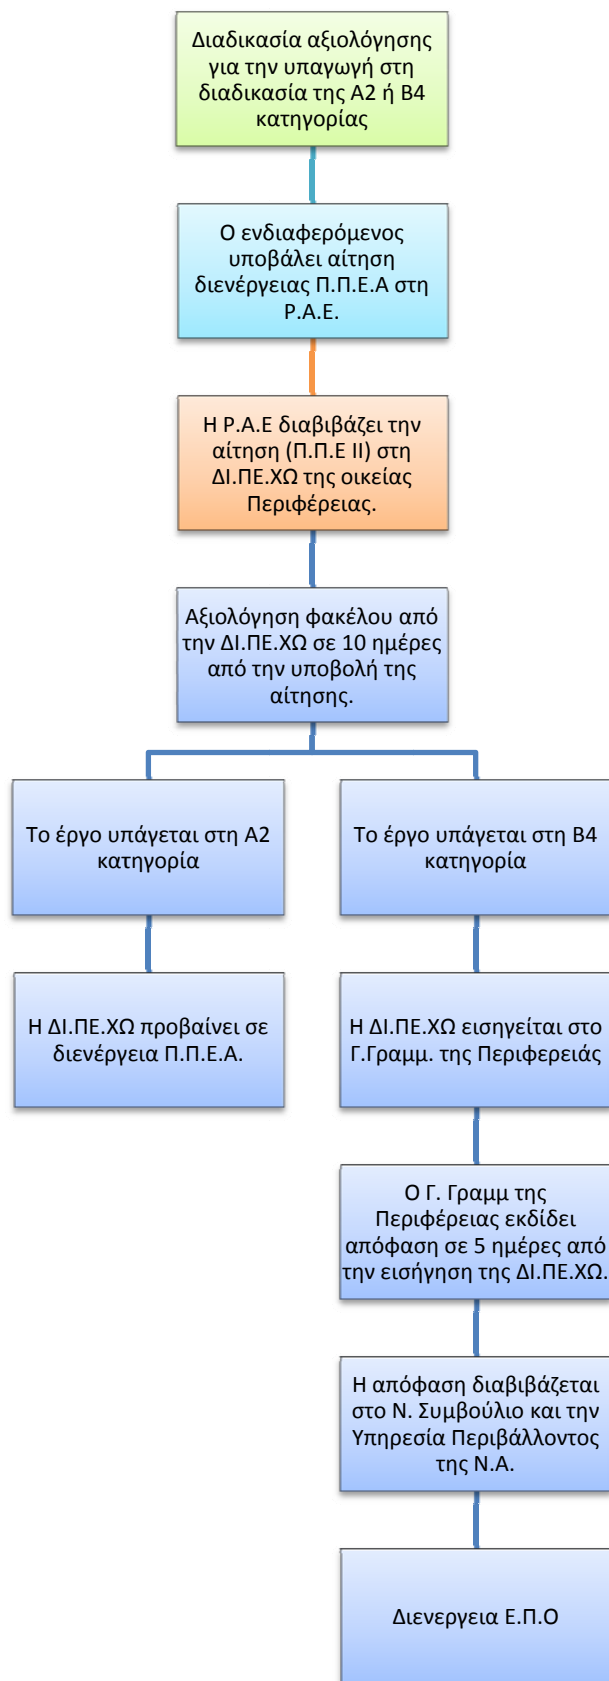 Διαδικασία αξιολόγησης
για την υπαγωγή στη
διαδικασία της Α2 ή Β4
κατηγορίας
Ο ενδιαφερόμενος
υποβάλει αίτηση
διενέργειας Π.Π.Ε.Α στη
Ρ.Α.Ε.
Η Ρ.Α.Ε διαβιβάζει την
αίτηση (Π.Π.Ε ΙΙ) στη
ΔΙ.ΠΕ.ΧΩ της οικείας
Περιφέρειας.
Αξιολόγηση φακέλου από
την ΔΙ.ΠΕ.ΧΩ σε 10 ημέρες
από την υποβολή της
αίτησης.
Το έργο υπάγεται στη Α2
κατηγορία
Η ΔΙ.ΠΕ.ΧΩ προβαίνει σε
διενέργεια Π.Π.Ε.Α.
Το έργο υπάγεται στη Β4
κατηγορία
Η ΔΙ.ΠΕ.ΧΩ εισηγείται στο
Γ.Γραμμ. της Περιφερειάς
Ο Γ. Γραμμ της
Περιφέρειας εκδίδει
απόφαση σε 5 ημέρες από
την εισήγηση της ΔΙ.ΠΕ.ΧΩ.
Η απόφαση διαβιβάζεται
στο Ν. Συμβούλιο και την
Υπηρεσία Περιβάλλοντος
της Ν.Α.
Διενεργεια Ε.Π.Ο